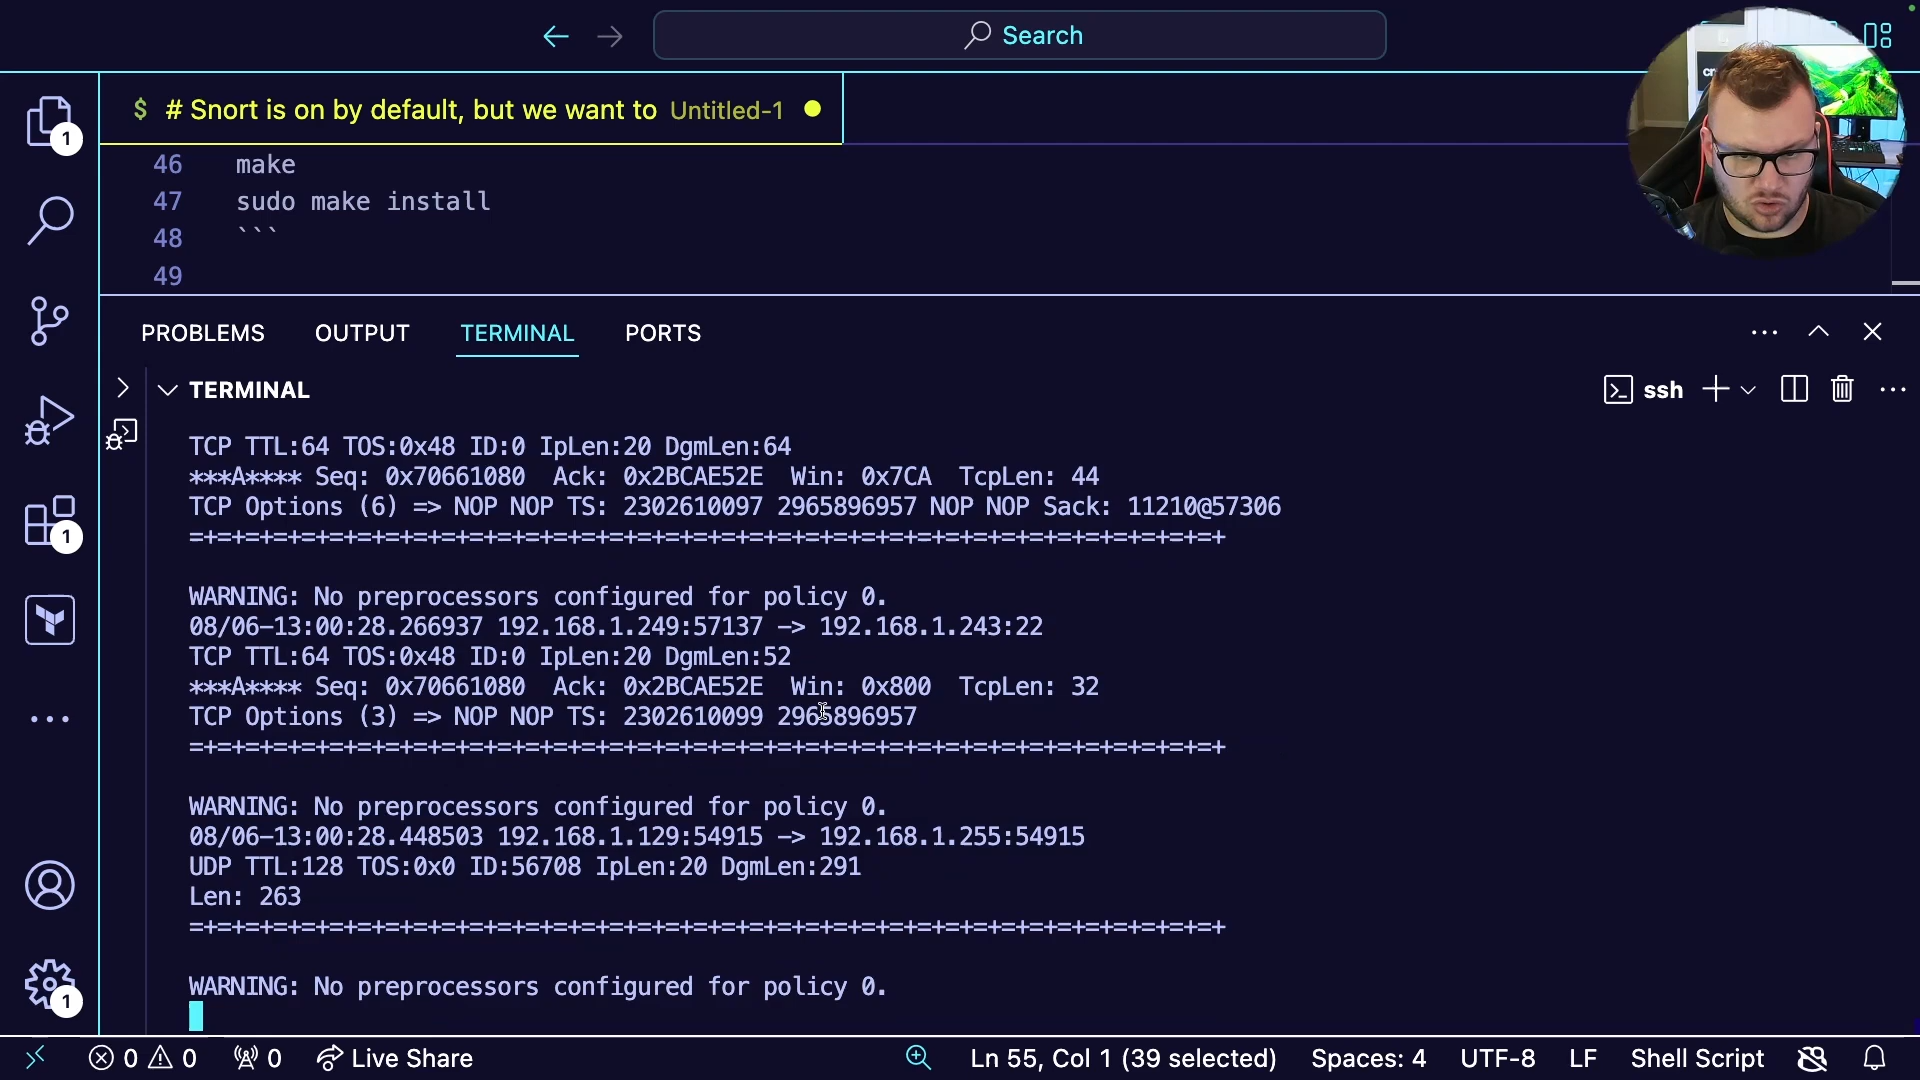 Search
$ # Snort is on by default, but we want to Untitled-1
46 make
47 sudo make install
48 ```
49
PROBLEMS OUTPUT TERMINAL PORTS
TERMINAL
ssh
TCP TTL:64 TOS:0x48 ID:0 IpLen:20 DgmLen:64
***A**** Seq: 0x70661080  Ack: 0x2BCAE52E  Win: 0x7CA  TcpLen: 44
TCP Options (6) => NOP NOP TS: 2302610097 2965896957 NOP NOP Sack: 11210@57306
=+=+=+=+=+=+=+=+=+=+=+=+=+=+=+=+=+=+=+=+=+=+=+=+=+=+=+=+=+=+=+=+=+=+=+=+=+
WARNING: No preprocessors configured for policy 0.
08/06-13:00:28.266937 192.168.1.249:57137 -> 192.168.1.243:22
TCP TTL:64 TOS:0x48 ID:0 IpLen:20 DgmLen:52
***A**** Seq: 0x70661080  Ack: 0x2BCAE52E  Win: 0x800  TcpLen: 32
TCP Options (3) => NOP NOP TS: 2302610099 2965896957
=+=+=+=+=+=+=+=+=+=+=+=+=+=+=+=+=+=+=+=+=+=+=+=+=+=+=+=+=+=+=+=+=+=+=+=+=+
WARNING: No preprocessors configured for policy 0.
08/06-13:00:28.448503 192.168.1.129:54915 -> 192.168.1.255:54915
UDP TTL:128 TOS:0x0 ID:56708 IpLen:20 DgmLen:291
Len: 263
=+=+=+=+=+=+=+=+=+=+=+=+=+=+=+=+=+=+=+=+=+=+=+=+=+=+=+=+=+=+=+=+=+=+=+=+=+
WARNING: No preprocessors configured for policy 0.
1
1
1
0 0 0 Live Share Ln 55, Col 1 (39 selected) Spaces: 4 UTF-8 LF Shell Script